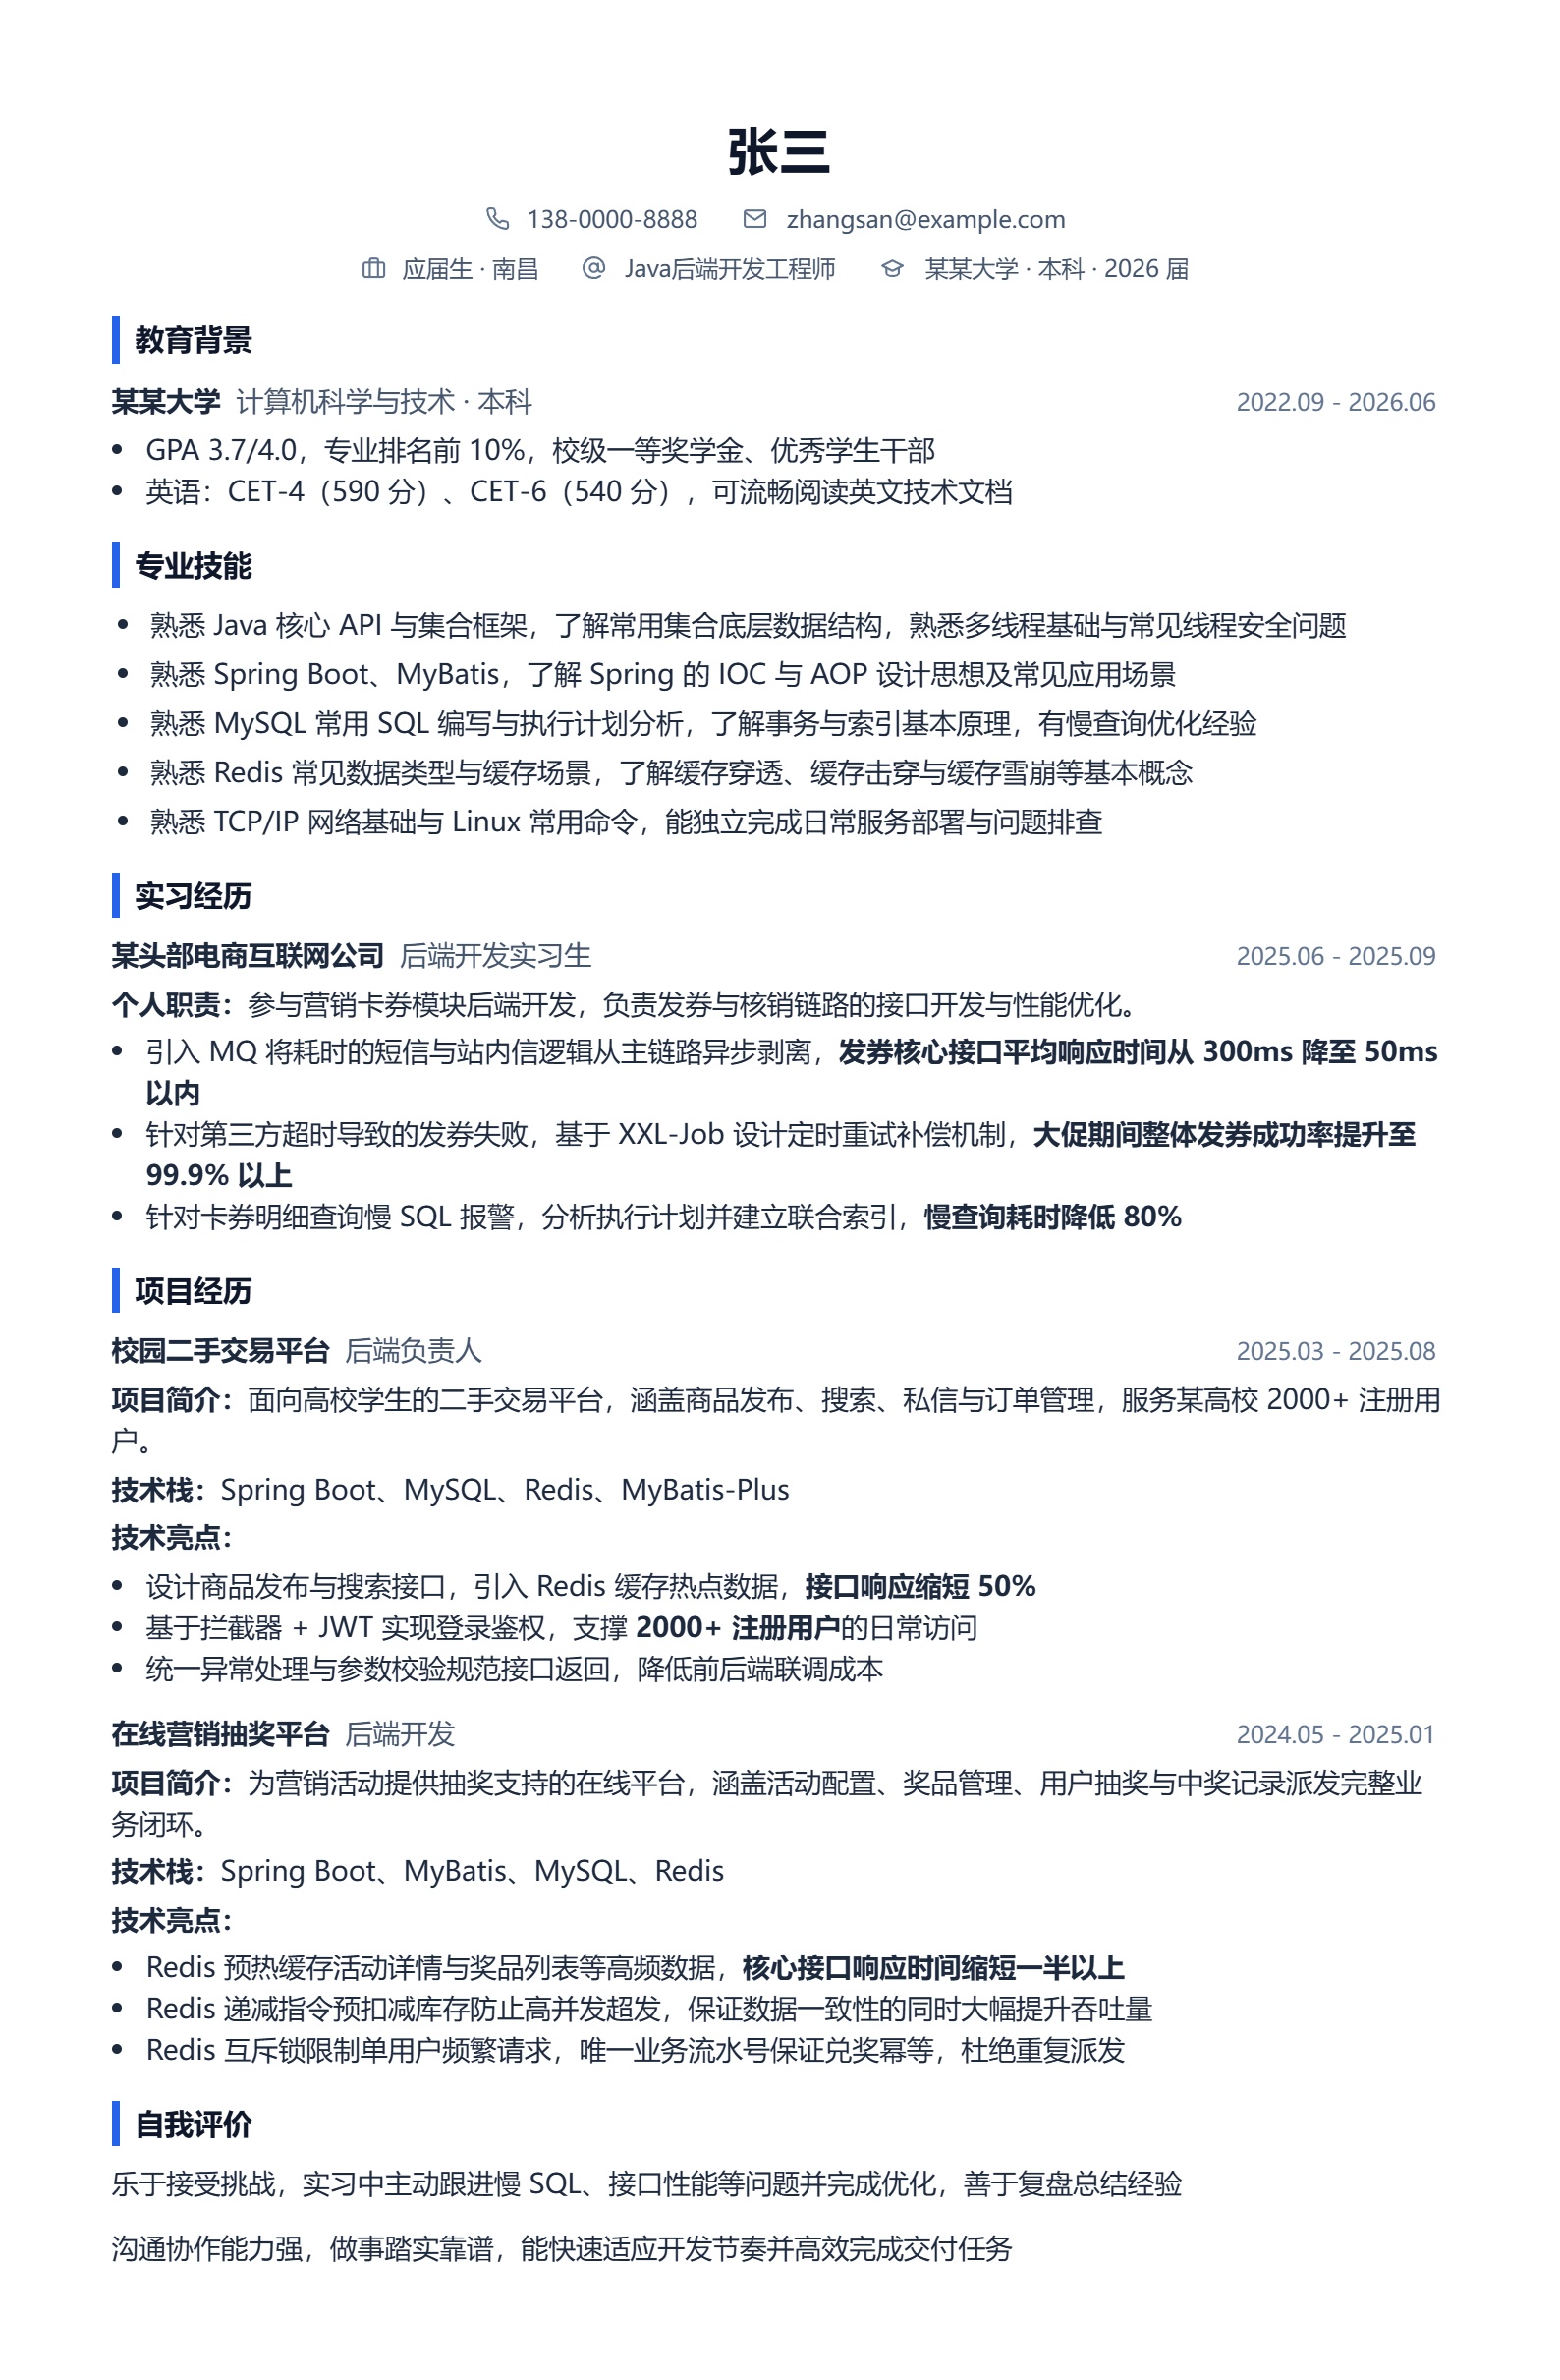 张三
138-0000-8888 zhangsan@example.com
应届生 · 南昌 Java后端开发工程师 某某大学 · 本科 · 2026 届
教育背景
某某大学 计算机科学与技术 · 本科 2022.09 - 2026.06
• GPA 3.7/4.0，专业排名前 10%，校级一等奖学金、优秀学生干部
• 英语：CET-4（590 分）、CET-6（540 分），可流畅阅读英文技术文档
专业技能
• 熟悉 Java 核心 API 与集合框架，了解常用集合底层数据结构，熟悉多线程基础与常见线程安全问题
• 熟悉 Spring Boot、MyBatis，了解 Spring 的 IOC 与 AOP 设计思想及常见应用场景
• 熟悉 MySQL 常用 SQL 编写与执行计划分析，了解事务与索引基本原理，有慢查询优化经验
• 熟悉 Redis 常见数据类型与缓存场景，了解缓存穿透、缓存击穿与缓存雪崩等基本概念
• 熟悉 TCP/IP 网络基础与 Linux 常用命令，能独立完成日常服务部署与问题排查
实习经历
某头部电商互联网公司 后端开发实习生 2025.06 - 2025.09
个人职责：参与营销卡券模块后端开发，负责发券与核销链路的接口开发与性能优化。
• 引入 MQ 将耗时的短信与站内信逻辑从主链路异步剥离，发券核心接口平均响应时间从 300ms 降至 50ms
以内
• 针对第三方超时导致的发券失败，基于 XXL-Job 设计定时重试补偿机制，大促期间整体发券成功率提升至
99.9% 以上
• 针对卡券明细查询慢 SQL 报警，分析执行计划并建立联合索引，慢查询耗时降低 80%
项目经历
校园二手交易平台 后端负责人 2025.03 - 2025.08
项目简介：面向高校学生的二手交易平台，涵盖商品发布、搜索、私信与订单管理，服务某高校 2000+ 注册用
户。
技术栈：Spring Boot、MySQL、Redis、MyBatis-Plus
技术亮点：
• 设计商品发布与搜索接口，引入 Redis 缓存热点数据，接口响应缩短 50%
• 基于拦截器 + JWT 实现登录鉴权，支撑 2000+ 注册用户的日常访问
• 统一异常处理与参数校验规范接口返回，降低前后端联调成本
在线营销抽奖平台 后端开发 2024.05 - 2025.01
项目简介：为营销活动提供抽奖支持的在线平台，涵盖活动配置、奖品管理、用户抽奖与中奖记录派发完整业
务闭环。
技术栈：Spring Boot、MyBatis、MySQL、Redis
技术亮点：
• Redis 预热缓存活动详情与奖品列表等高频数据，核心接口响应时间缩短一半以上
• Redis 递减指令预扣减库存防止高并发超发，保证数据一致性的同时大幅提升吞吐量
• Redis 互斥锁限制单用户频繁请求，唯一业务流水号保证兑奖幂等，杜绝重复派发
自我评价
乐于接受挑战，实习中主动跟进慢 SQL、接口性能等问题并完成优化，善于复盘总结经验
沟通协作能力强，做事踏实靠谱，能快速适应开发节奏并高效完成交付任务